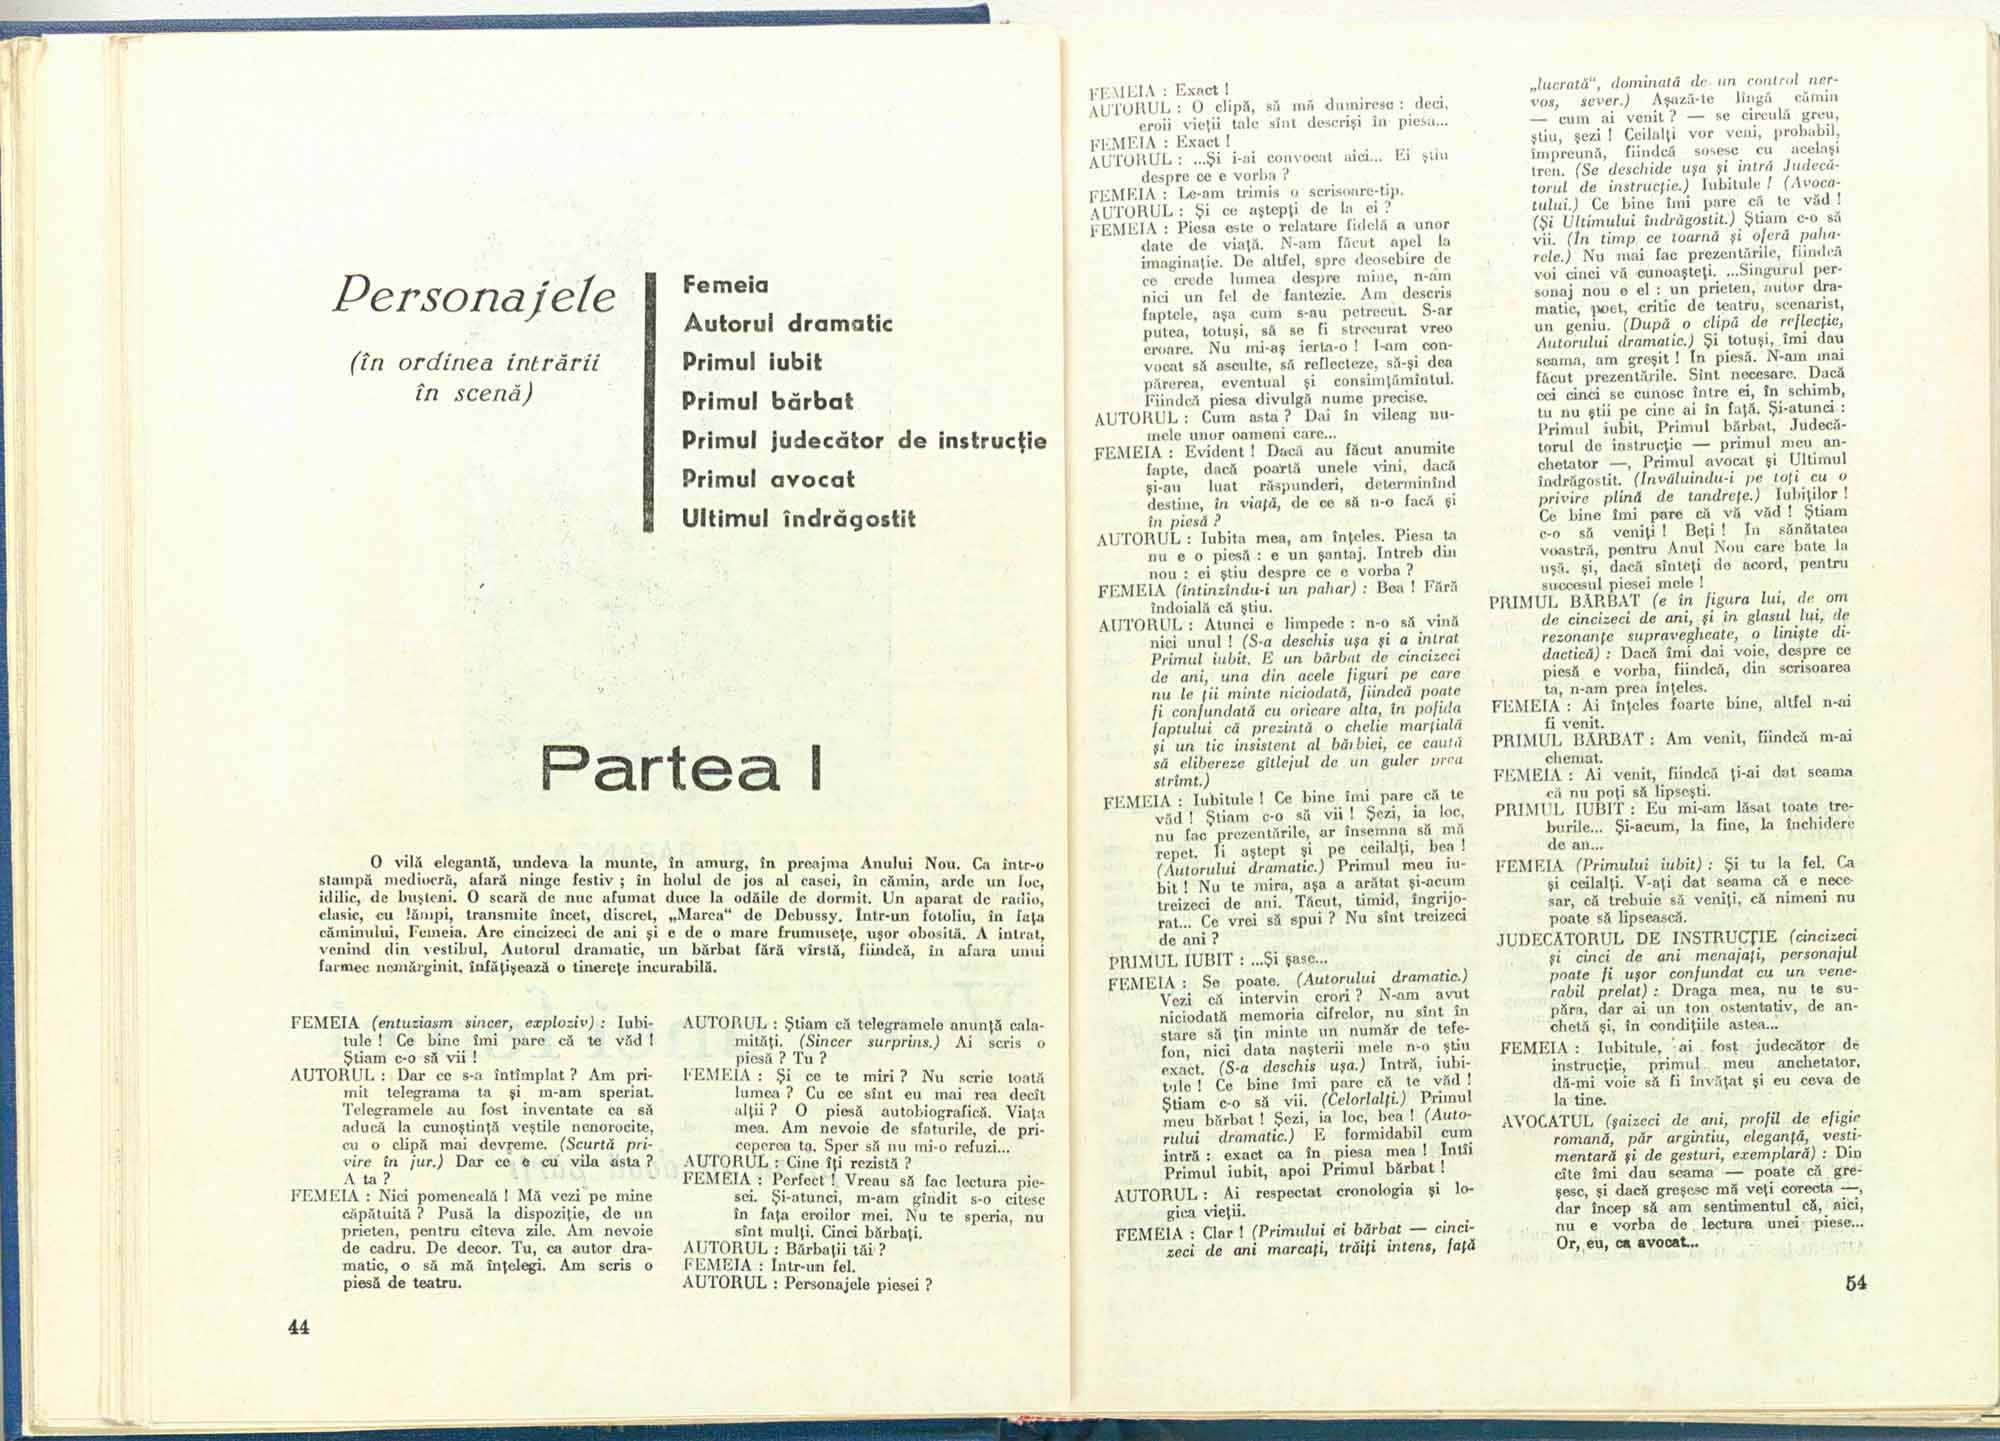 Personajele
(în ordinea intrării
în scenă)
Femeia
Autorul dramatic
Primul iubit
Primul bărbat
Primul judecător de instrucție
Primul avocat
Ultimul îndrăgostit
Partea I
O vilă elegantă, undeva la munte, în amurg, în preajma Anului Nou. Ca într-o
stampă mediocră, afară ninge festiv ; în holul de jos al casei, în cămin, arde un foc,
idilic, de bușteni. O scară de nuc afumat duce la odăile de dormit. Un aparat de radio,
clasic, cu lămpi, transmite încet, discret, „Marea“ de Debussy. Într-un fotoliu, în fața
căminului, Femeia. Are cincizeci de ani și e de o mare frumusețe, ușor obosită. A intrat,
venind din vestibul, Autorul dramatic, un bărbat fără vîrstă, fiindcă, în afara unui
farmec nemărginit, înfățișează o tinerețe incurabilă.
FEMEIA (entuziasm sincer, exploziv) : Iubi-
tule ! Ce bine îmi pare că te văd !
Știam c-o să vii !
AUTORUL : Dar ce s-a întîmplat ? Am pri-
mit telegrama ta și m-am speriat.
Telegramele au fost inventate ca să
aducă la cunoștință veștile nenorocite,
cu o clipă mai devreme. (Scurtă pri-
vire în jur.) Dar ce e cu vila asta ?
A ta ?
FEMEIA : Nici pomeneală ! Mă vezi pe mine
căpătuită ? Pusă la dispoziție, de un
prieten, pentru cîteva zile. Am nevoie
de cadru. De decor. Tu, ca autor dra-
matic, o să mă înțelegi. Am scris o
piesă de teatru.
AUTORUL : Știam că telegramele anunță cala-
mități. (Sincer surprins.) Ai scris o
piesă ? Tu ?
FEMEIA : Și ce te miri ? Nu scrie toată
lumea ? Cu ce sînt eu mai rea decît
alții ? O piesă autobiografică. Viața
mea. Am nevoie de sfaturile, de pri-
ceperea ta. Sper să nu mi-o refuzi...
AUTORUL : Cine îți rezistă ?
FEMEIA : Perfect ! Vreau să fac lectura pie-
sei. Și-atunci, m-am gîndit s-o citesc
în fața eroilor mei. Nu te speria, nu
sînt mulți. Cinci bărbați.
AUTORUL : Bărbații tăi ?
FEMEIA : Într-un fel.
AUTORUL : Personajele piesei ?
44
FEMEIA : Exact !
AUTORUL : O clipă, să mă dumiresc : deci,
eroii vieții tale sînt descriși în piesă...
FEMEIA : Exact !
AUTORUL : ...Și i-ai convocat aici... Ei știu
despre ce e vorba ?
FEMEIA : Le-am trimis o scrisoare-tip.
AUTORUL : Și ce aștepți de la ei ?
FEMEIA : Piesa este o relatare fidelă a unor
date de viață. N-am făcut apel la
imaginație. De altfel, spre deosebire de
ce crede lumea despre mine, n-am
nici un fel de fantezie. Am descris
faptele, așa cum s-au petrecut. S-ar
putea, totuși, să se fi strecurat vreo
eroare. Nu mi-aș ierta-o ! I-am con-
vocat să asculte, să reflecteze, să-și dea
părerea, eventual și consimțămîntul.
Fiindcă piesa divulgă nume precise.
AUTORUL : Cum asta ? Dai în vileag nu-
mele unor oameni care...
FEMEIA : Evident ! Dacă au făcut anumite
fapte, dacă poartă unele vini, dacă
și-au luat răspunderi, determinînd
destine, în viață, de ce să n-o facă și
în piesă ?
AUTORUL : Iubita mea, am înțeles. Piesa ta
nu e o piesă : e un șantaj. Întreb din
nou : ei știu despre ce e vorba ?
FEMEIA (întinzîndu-i un pahar) : Bea ! Fără
îndoială că știu.
AUTORUL : Atunci e limpede : n-o să vină
nici unul ! (S-a deschis ușa și a intrat
Primul iubit. E un bărbat de cincizeci
de ani, una din acele figuri pe care
nu le ții minte niciodată, fiindcă poate
fi confundată cu oricare alta, în pofida
faptului că prezintă o chelie marțială
și un tic insistent al bărbiei, ce caută
să elibereze gîtlejul de un guler prea
strîmt.)
FEMEIA : Iubitule ! Ce bine îmi pare că te
văd ! Știam c-o să vii ! Șezi, ia loc,
nu fac prezentările, ar însemna să mă
repet. Îi aștept și pe ceilalți, bea !
(Autorului dramatic.) Primul meu iu-
bit ! Nu te mira, așa a arătat și-acum
treizeci de ani. Tăcut, timid, îngrijo-
rat... Ce vrei să spui ? Nu sînt treizeci
de ani ?
PRIMUL IUBIT : ...Și șase...
FEMEIA : Se poate. (Autorului dramatic.)
Vezi că intervin erori ? N-am avut
niciodată memoria cifrelor, nu sînt în
stare să țin minte un număr de tefe-
fon, nici data nașterii mele n-o știu
exact. (S-a deschis ușa.) Intră, iubi-
tule ! Ce bine îmi pare că te văd !
Știam c-o să vii. (Celorlalți.) Primul
meu bărbat ! Șezi, ia loc, bea ! (Auto-
rului dramatic.) E formidabil cum
intră : exact ca în piesa mea ! Întîi
Primul iubit, apoi Primul bărbat !
AUTORUL : Ai respectat cronologia și lo-
gica vieții.
FEMEIA : Clar ! (Primului ei bărbat — cinci-
zeci de ani marcați, trăiți intens, față
„lucrată“, dominată de un control ner-
vos, sever.) Așază-te lîngă cămin
— cum ai venit ? — se circulă greu,
știu, șezi ! Ceilalți vor veni, probabil,
împreună, fiindcă sosesc cu același
tren. (Se deschide ușa și intră Judecă-
torul de instrucție.) Iubitule ! (Avoca-
tului.) Ce bine îmi pare că te văd !
(Și Ultimului îndrăgostit.) Știam c-o să
vii. (În timp ce toarnă și oferă paha-
rele.) Nu mai fac prezentările, fiindcă
voi cinci vă cunoașteți. ...Singurul per-
sonaj nou e el : un prieten, autor dra-
matic, poet, critic de teatru, scenarist,
un geniu. (După o clipă de reflecție,
Autorului dramatic.) Și totuși, îmi dau
seama, am greșit ! În piesă. N-am mai
făcut prezentările. Sînt necesare. Dacă
cei cinci se cunosc între ei, în schimb,
tu nu știi pe cine ai în față. Și-atunci :
Primul iubit, Primul bărbat, Judecă-
torul de instrucție — primul meu an-
chetator —, Primul avocat și Ultimul
îndrăgostit. (Învăluindu-i pe toți cu o
privire plină de tandrețe.) Iubiților !
Ce bine îmi pare că vă văd ! Știam
c-o să veniți ! Beți ! În sănătatea
voastră, pentru Anul Nou care bate la
ușă, și, dacă sînteți de acord, pentru
succesul piesei mele !
PRIMUL BĂRBAT (e în figura lui, de om
de cincizeci de ani, și în glasul lui, de
rezonanțe supravegheate, o liniște di-
dactică) : Dacă îmi dai voie, despre ce
piesă e vorba, fiindcă, din scrisoarea
ta, n-am prea înțeles.
FEMEIA : Ai înțeles foarte bine, altfel n-ai
fi venit.
PRIMUL BĂRBAT : Am venit, fiindcă m-ai
chemat.
FEMEIA : Ai venit, fiindcă ți-ai dat seama
că nu poți să lipsești.
PRIMUL IUBIT : Eu mi-am lăsat toate tre-
burile... Și-acum, la fine, la închidere
de an...
FEMEIA (Primului iubit) : Și tu la fel. Ca
și ceilalți. V-ați dat seama că e nece-
sar, că trebuie să veniți, că nimeni nu
poate să lipsească.
JUDECĂTORUL DE INSTRUCȚIE (cincizeci
și cinci de ani menajați, personajul
poate fi ușor confundat cu un vene-
rabil prelat) : Draga mea, nu te su-
păra, dar ai un ton ostentativ, de an-
chetă și, în condițiile astea...
FEMEIA : Iubitule, ai fost judecător de
instrucție, primul meu anchetator,
dă-mi voie să fi învățat și eu ceva de
la tine.
AVOCATUL (șaizeci de ani, profil de efigie
romană, păr argintiu, eleganță, vesti-
mentară și de gesturi, exemplară) : Din
cîte îmi dau seama — poate că gre-
șesc, și dacă greșesc mă veți corecta —,
dar încep să am sentimentul că, aici,
nu e vorba de lectura unei piese...
Or, eu, ca avocat...
54